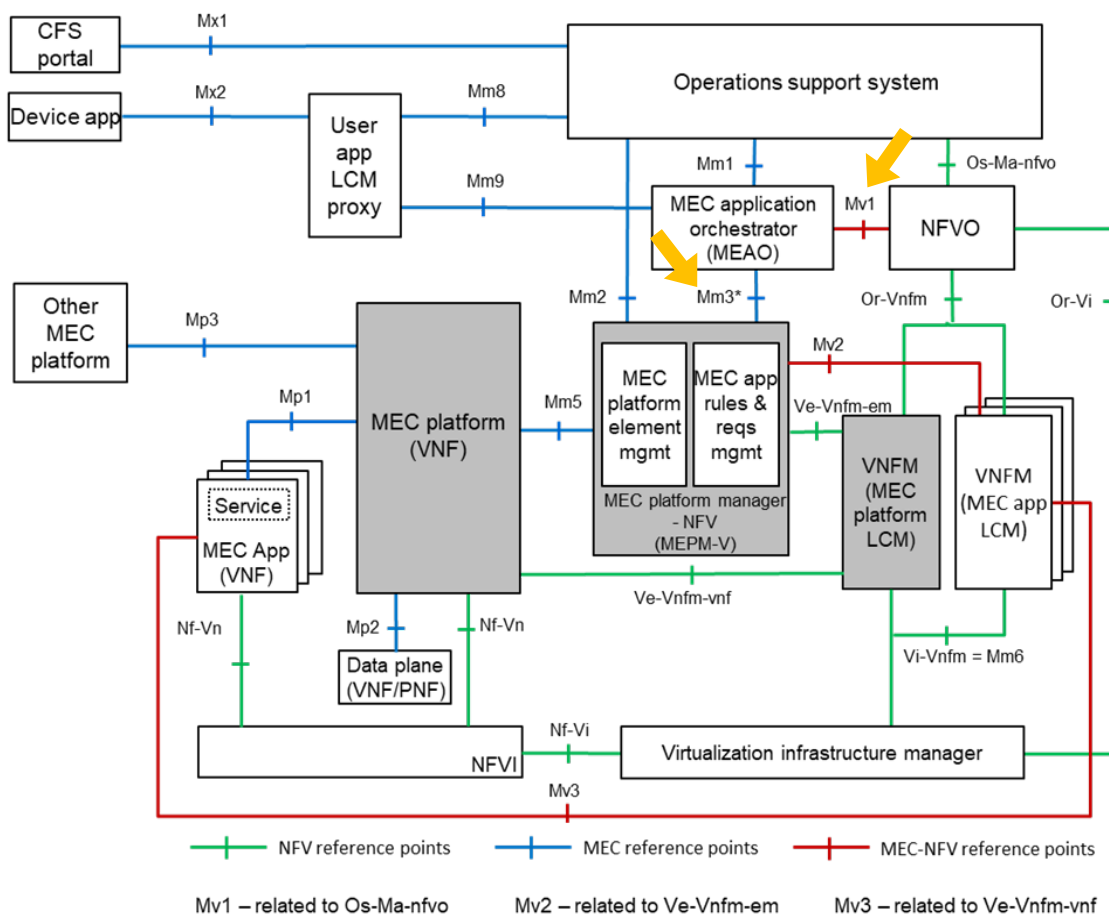 CFS
portal
Mx1
Operations support system
Device app
Mx2
User
app
LCM
proxy
Mm8
Mm9
Mm1
Os-Ma-nfvo
MEC application
orchestrator
(MEAO)
Mv1
NFVO
Mm2
Mm3*
Or-Vnfm
Or-Vi
Other
MEC
platform
Mp3
Mp1
MEC platform
(VNF)
Mm5
MEC
platform
element
mgmt
MEC app
rules &
reqs
mgmt
MEC platform manager
- NFV
(MEPM-V)
Mv2
Ve-Vnfm-em
VNFM
(MEC
platform
LCM)
VNFM
(MEC app
LCM)
Service
MEC App
(VNF)
Ve-Vnfm-vnf
Nf-Vn
Mp2
Nf-Vn
Data plane
(VNF/PNF)
Vi-Vnfm = Mm6
NFVI
Nf-Vi
Virtualization infrastructure manager
Mv3
NFV reference points
MEC reference points
MEC-NFV reference points
Mv1 – related to Os-Ma-nfvo
Mv2 – related to Ve-Vnfm-em
Mv3 – related to Ve-Vnfm-vnf